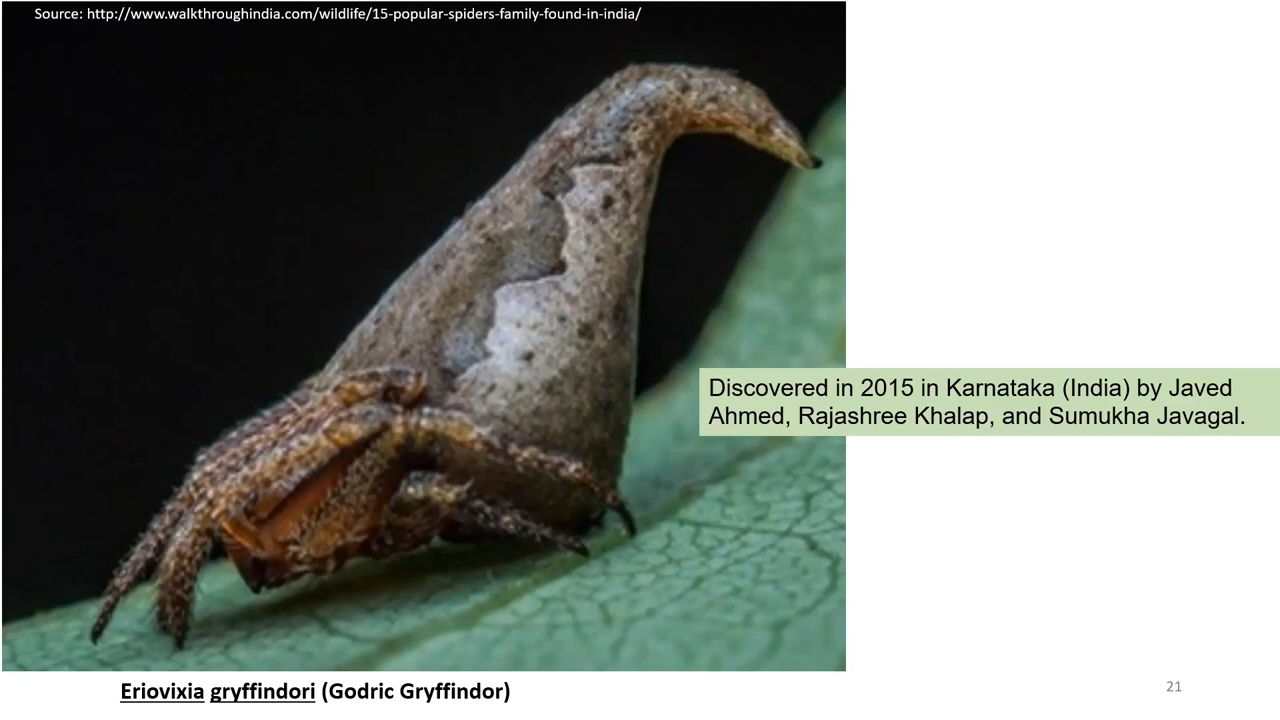 Source: http://www.walkthroughindia.com/wildlife/15-popular-spiders-family-found-in-india/
Discovered in 2015 in Karnataka (India) by Javed
Ahmed, Rajashree Khalap, and Sumukha Javagal.
Eriovixia gryffindori (Godric Gryffindor)
21